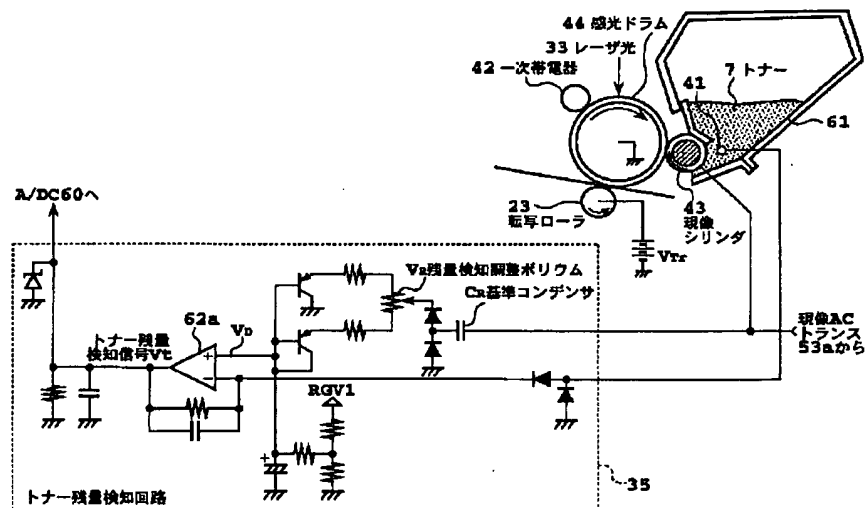 44 感光ドラム
33 レーザ光
42 一次帯電器
7 トナー
41
61
A/DC60へ
23
転写ローラ
43
現像
シリンダ
VTr
VR残量検知調整ボリウム
CR基準コンデンサ
62a
VD
トナー残量
検知信号Vt
+
−
現像AC
トランス
53aから
RGV1
+
35
トナー残量検知回路